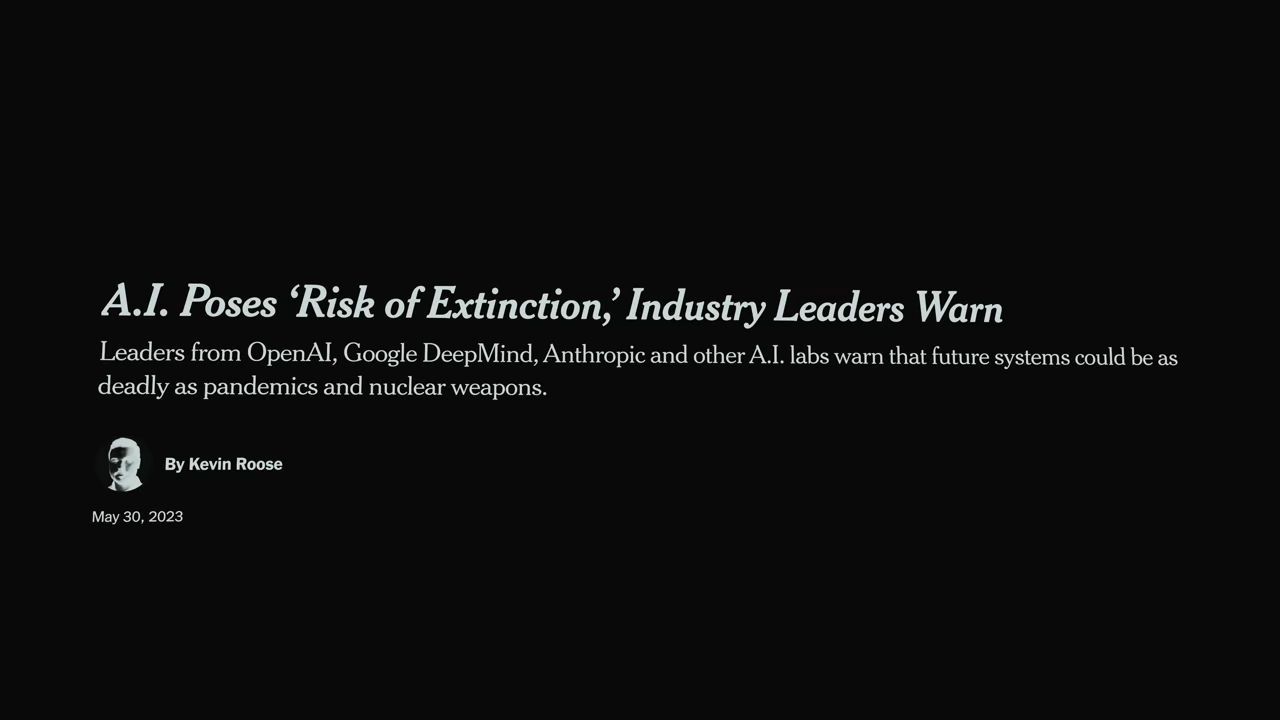 A.I. Poses ‘Risk of Extinction,’ Industry Leaders Warn
Leaders from OpenAI, Google DeepMind, Anthropic and other A.I. labs warn that future systems could be as
deadly as pandemics and nuclear weapons.
By Kevin Roose
May 30, 2023